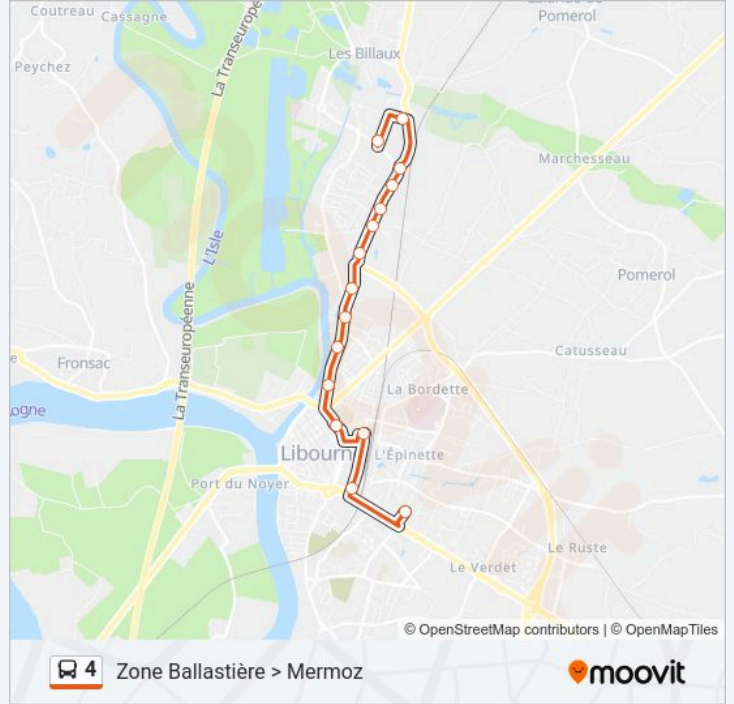 Coutreau
Cassagne
Pomerol
La Transeuropéenne
Les Billaux
Peychez
Marchesseau
L'Isle
Pomerol
La Transeuropéenne
Fronsac
Catusseau
La Bordette
ogne
Libourn
L'Épinette
Port du Noyer
Le Ruste
Le Verdet
© OpenStreetMap contributors | © OpenMapTiles
4 Zone Ballastière > Mermoz
moovit